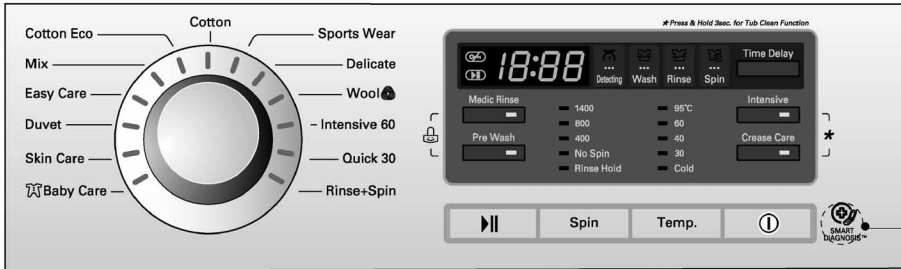 Cotton
Cotton Eco
Sports Wear
Mix
Delicate
Easy Care
Wool
Duvet
Intensive 60
Skin Care
Quick 30
Baby Care
Rinse+Spin
* Press & Hold 3sec. for Tub Clean Function
18:88
Detecting
Wash
Rinse
Spin
Time Delay
Medic Rinse
Pre Wash
1400
800
400
No Spin
Rinse Hold
95°C
60
40
30
Cold
Intensive
Crease Care
*
Spin
Temp.
SMART
DIAGNOSIS™